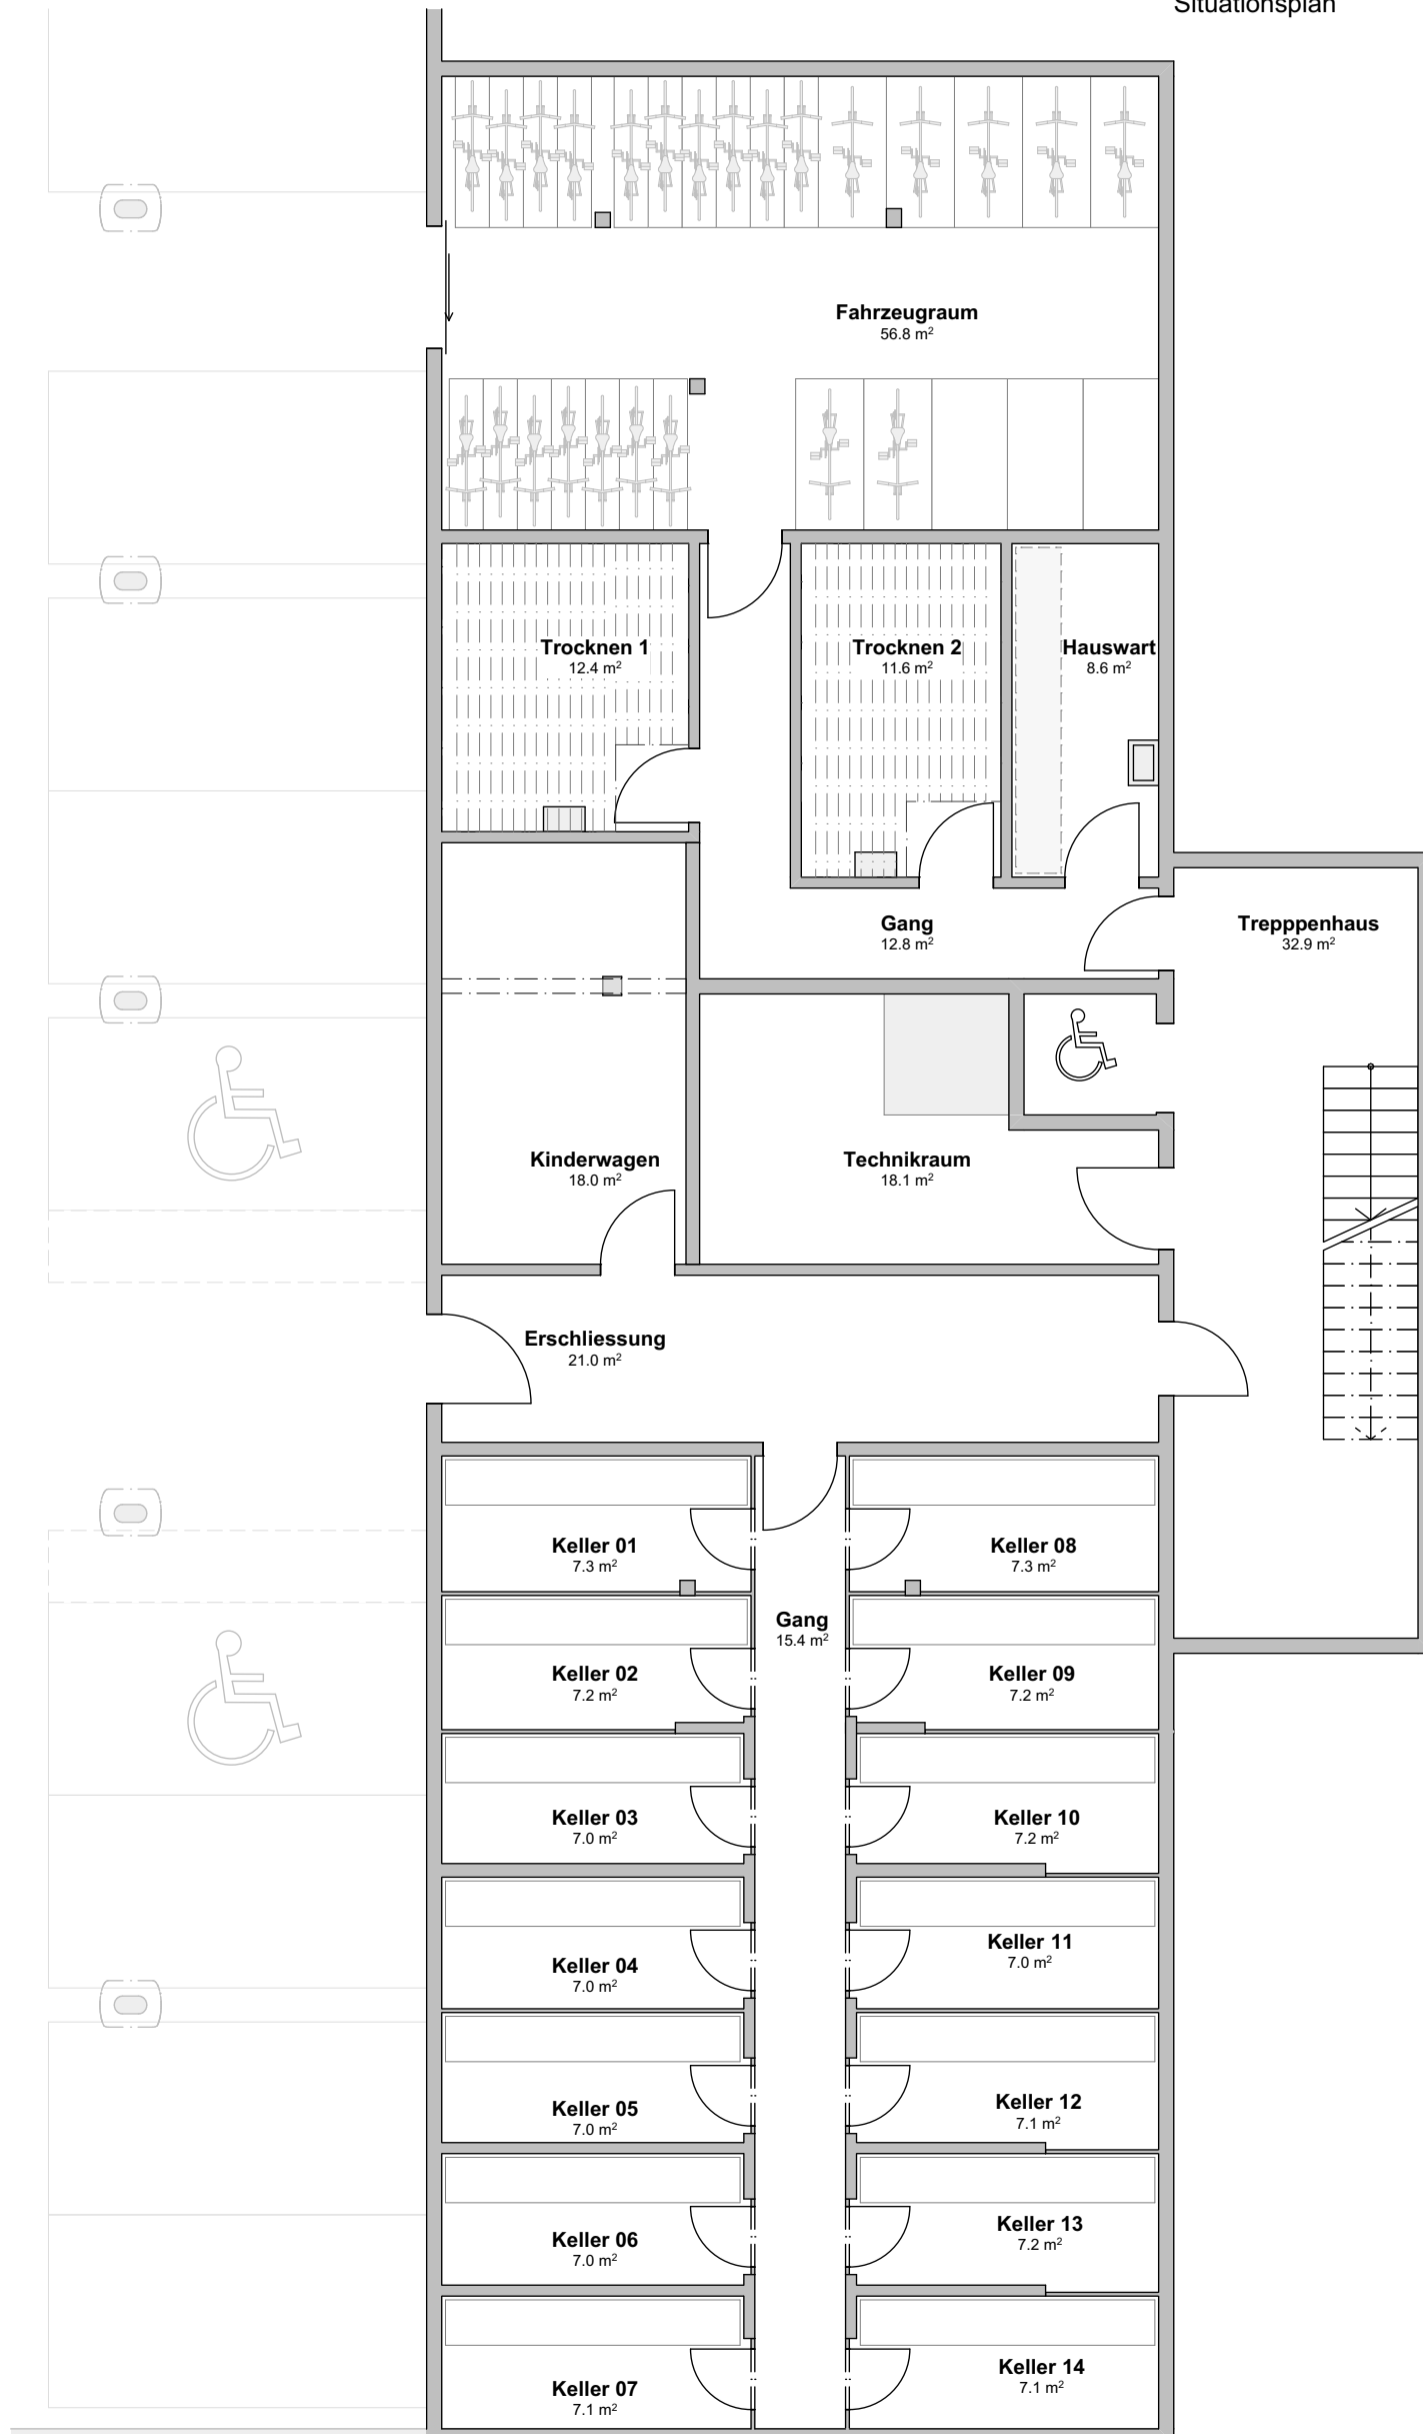 Situationsplan
Fahrzeugraum
56.8 m²
Trocknen 1
12.4 m²
Trocknen 2
11.6 m²
Hauswart
8.6 m²
Gang
12.8 m²
Trepppenhaus
32.9 m²
Kinderwagen
18.0 m²
Technikraum
18.1 m²
Erschliessung
21.0 m²
Keller 01
7.3 m²
Keller 08
7.3 m²
Gang
15.4 m²
Keller 02
7.2 m²
Keller 09
7.2 m²
Keller 03
7.0 m²
Keller 10
7.2 m²
Keller 04
7.0 m²
Keller 11
7.0 m²
Keller 05
7.0 m²
Keller 12
7.1 m²
Keller 06
7.0 m²
Keller 13
7.2 m²
Keller 07
7.1 m²
Keller 14
7.1 m²